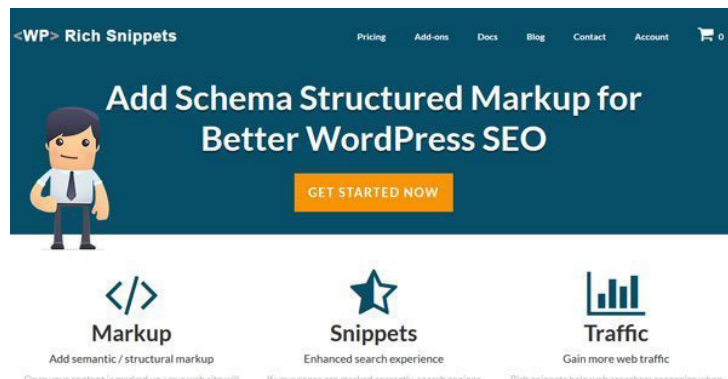 <WP> Rich Snippets
Pricing Add-ons Docs Blog Contact Account 0
Add Schema Structured Markup for
Better WordPress SEO
GET STARTED NOW
</>
Markup Snippets Traffic
Add semantic / structural markup Enhanced search experience Gain more web traffic